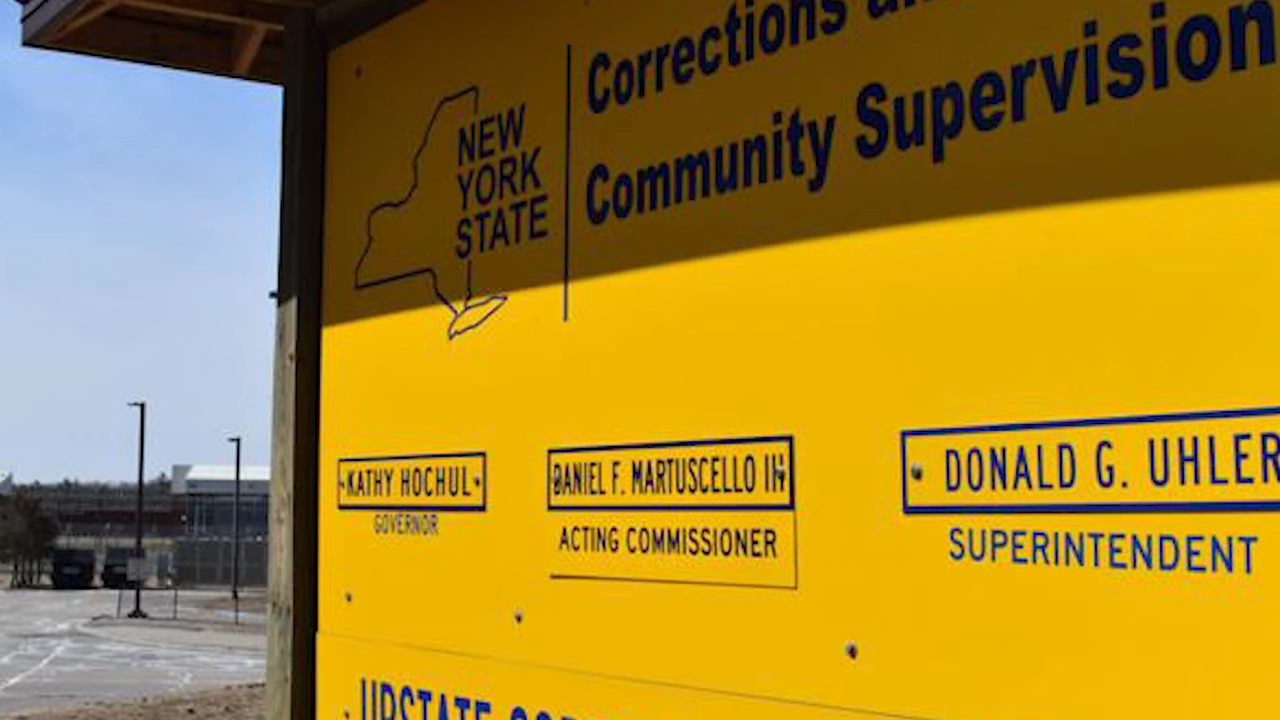 Corrections
Community Supervision
NEW
YORK
STATE
KATHY HOCHUL
GOVERNOR
DANIEL F. MARTUSCELLO III
ACTING COMMISSIONER
DONALD G. UHLER
SUPERINTENDENT
UPSTATE